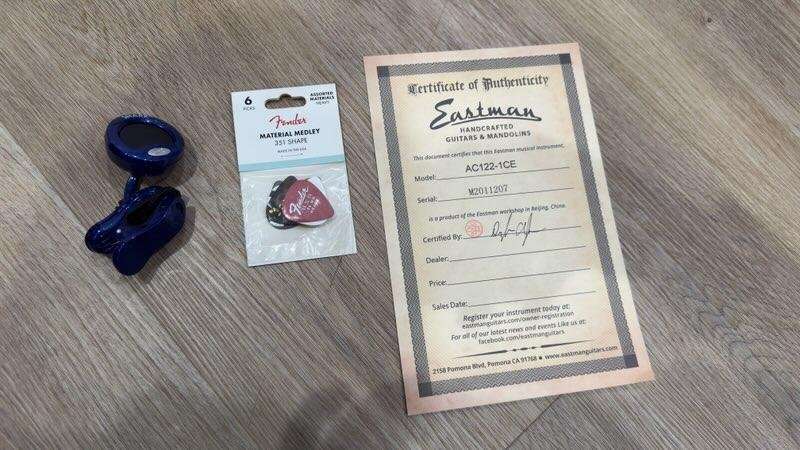 6
PICKS
ASSORTED
MATERIALS
HEAVY
Fender
MATERIAL MEDLEY
351 SHAPE
MADE IN THE USA
Fender
Certificate of Authenticity
Eastman
HANDCRAFTED
GUITARS & MANDOLINS
This document certifies that this Eastman musical instrument,
Model: AC122-1CE
Serial: M2011207
is a product of the Eastman workshop in Beijing, China.
Certified By:
Dealer:
Price:
Sales Date:
Register your instrument today at:
eastmanguitars.com/owner-registration
For all of our latest news and events Like us at:
facebook.com/eastmanguitars
2158 Pomona Blvd, Pomona CA 91768 ■ www.eastmanguitars.com